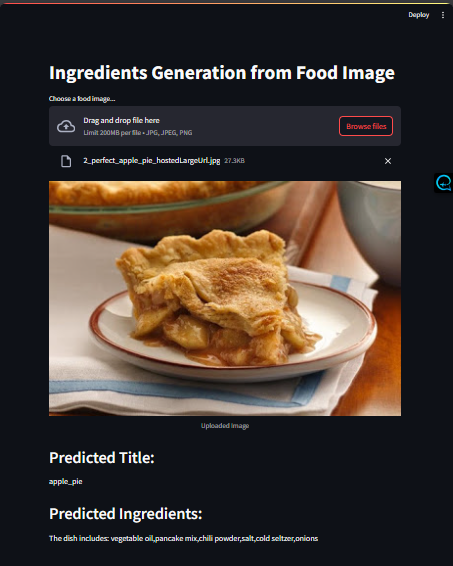 Deploy
Ingredients Generation from Food Image
Choose a food image...
Drag and drop file here
Limit 200MB per file • JPG, JPEG, PNG
Browse files
2_perfect_apple_pie_hostedLargeUrl.jpg 27.3KB
Uploaded Image
Predicted Title:
apple_pie
Predicted Ingredients:
The dish includes: vegetable oil,pancake mix,chili powder,salt,cold seltzer,onions